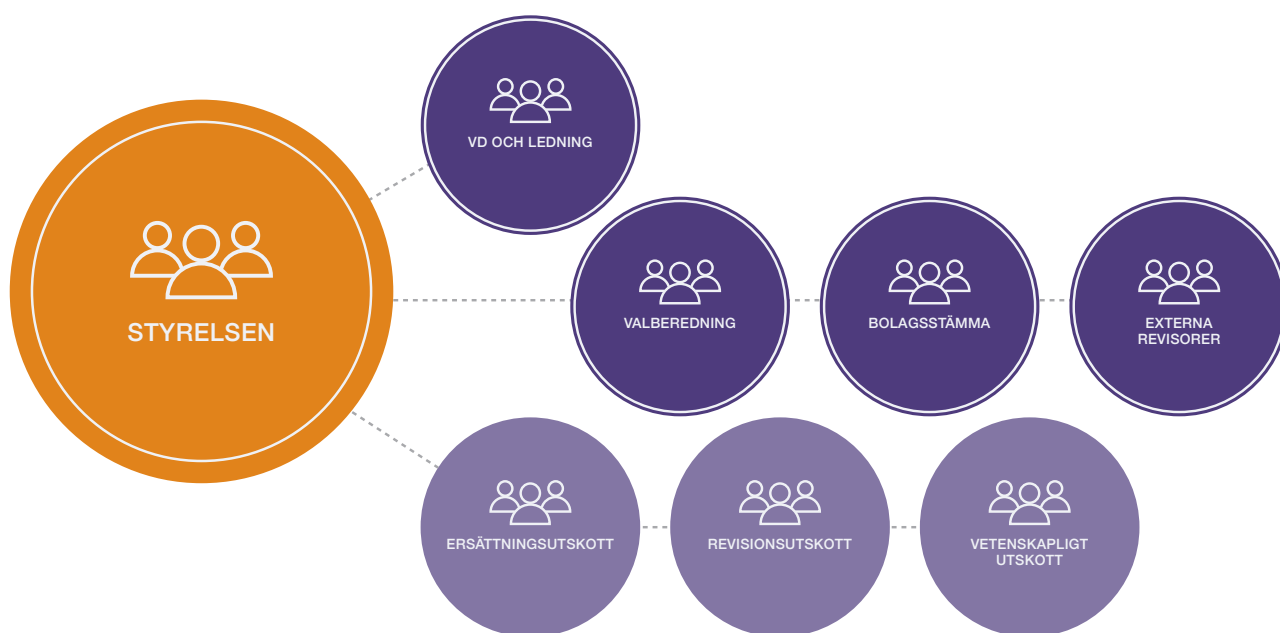 VD OCH LEDNING
STYRELSEN
VALBEREDNING
BOLAGSSTÄMMA
EXTERNA
REVISORER
ERSÄTTNINGSUTSKOTT
REVISIONSUTSKOTT
VETENSKAPLIGT
UTSKOTT